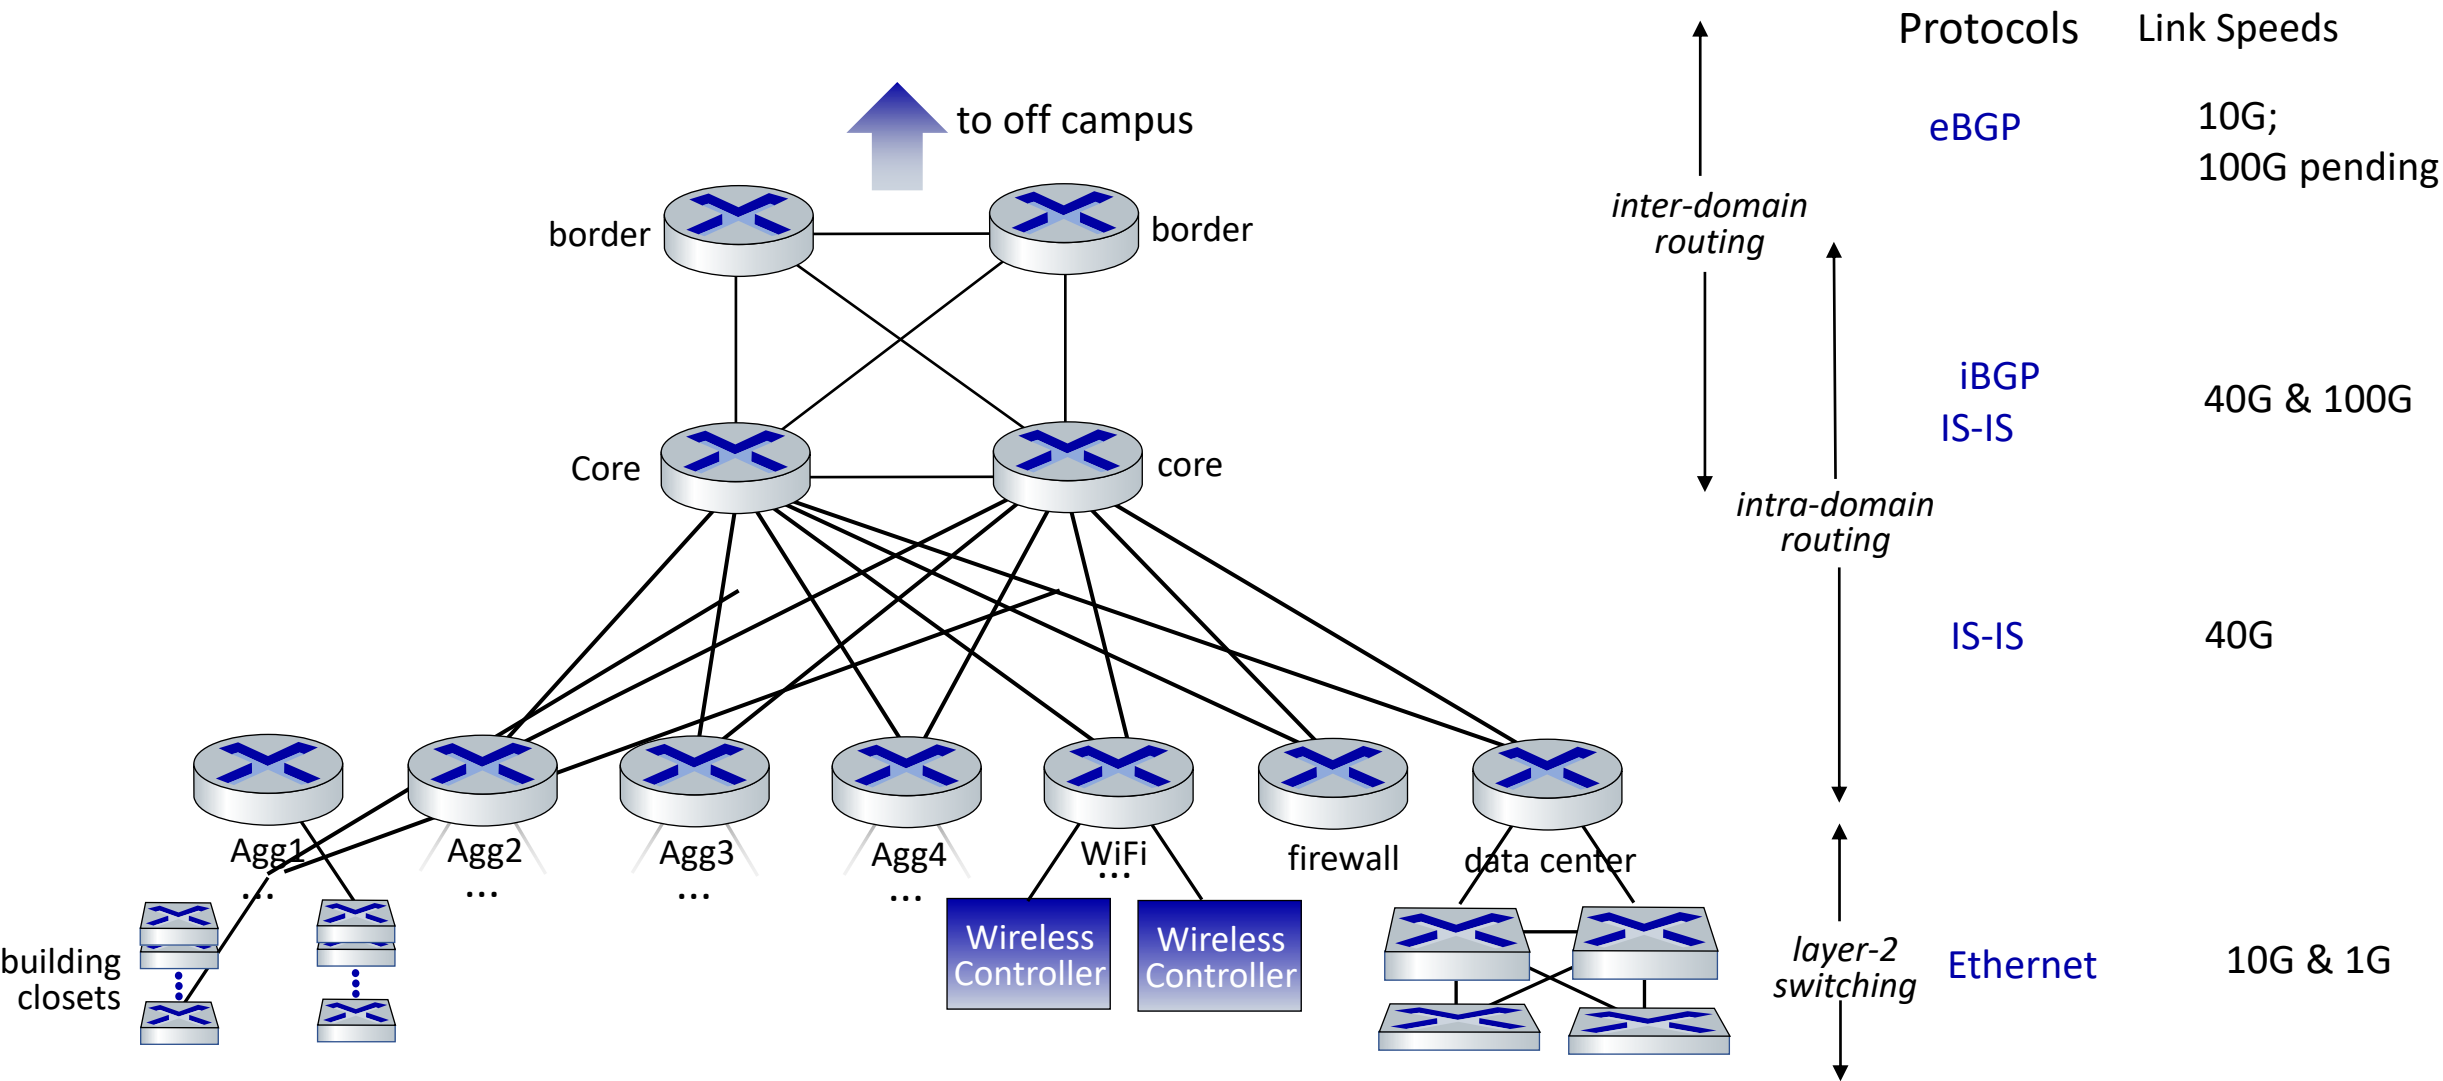 Protocols
Link Speeds
to off campus
eBGP
10G;
100G pending
border
border
inter-domain
routing
iBGP
IS-IS
40G & 100G
Core
core
intra-domain
routing
IS-IS
40G
Agg1
...
Agg2
...
Agg3
...
Agg4
...
WiFi
...
firewall
data center
building
closets
Wireless
Controller
Wireless
Controller
layer-2
switching
Ethernet
10G & 1G